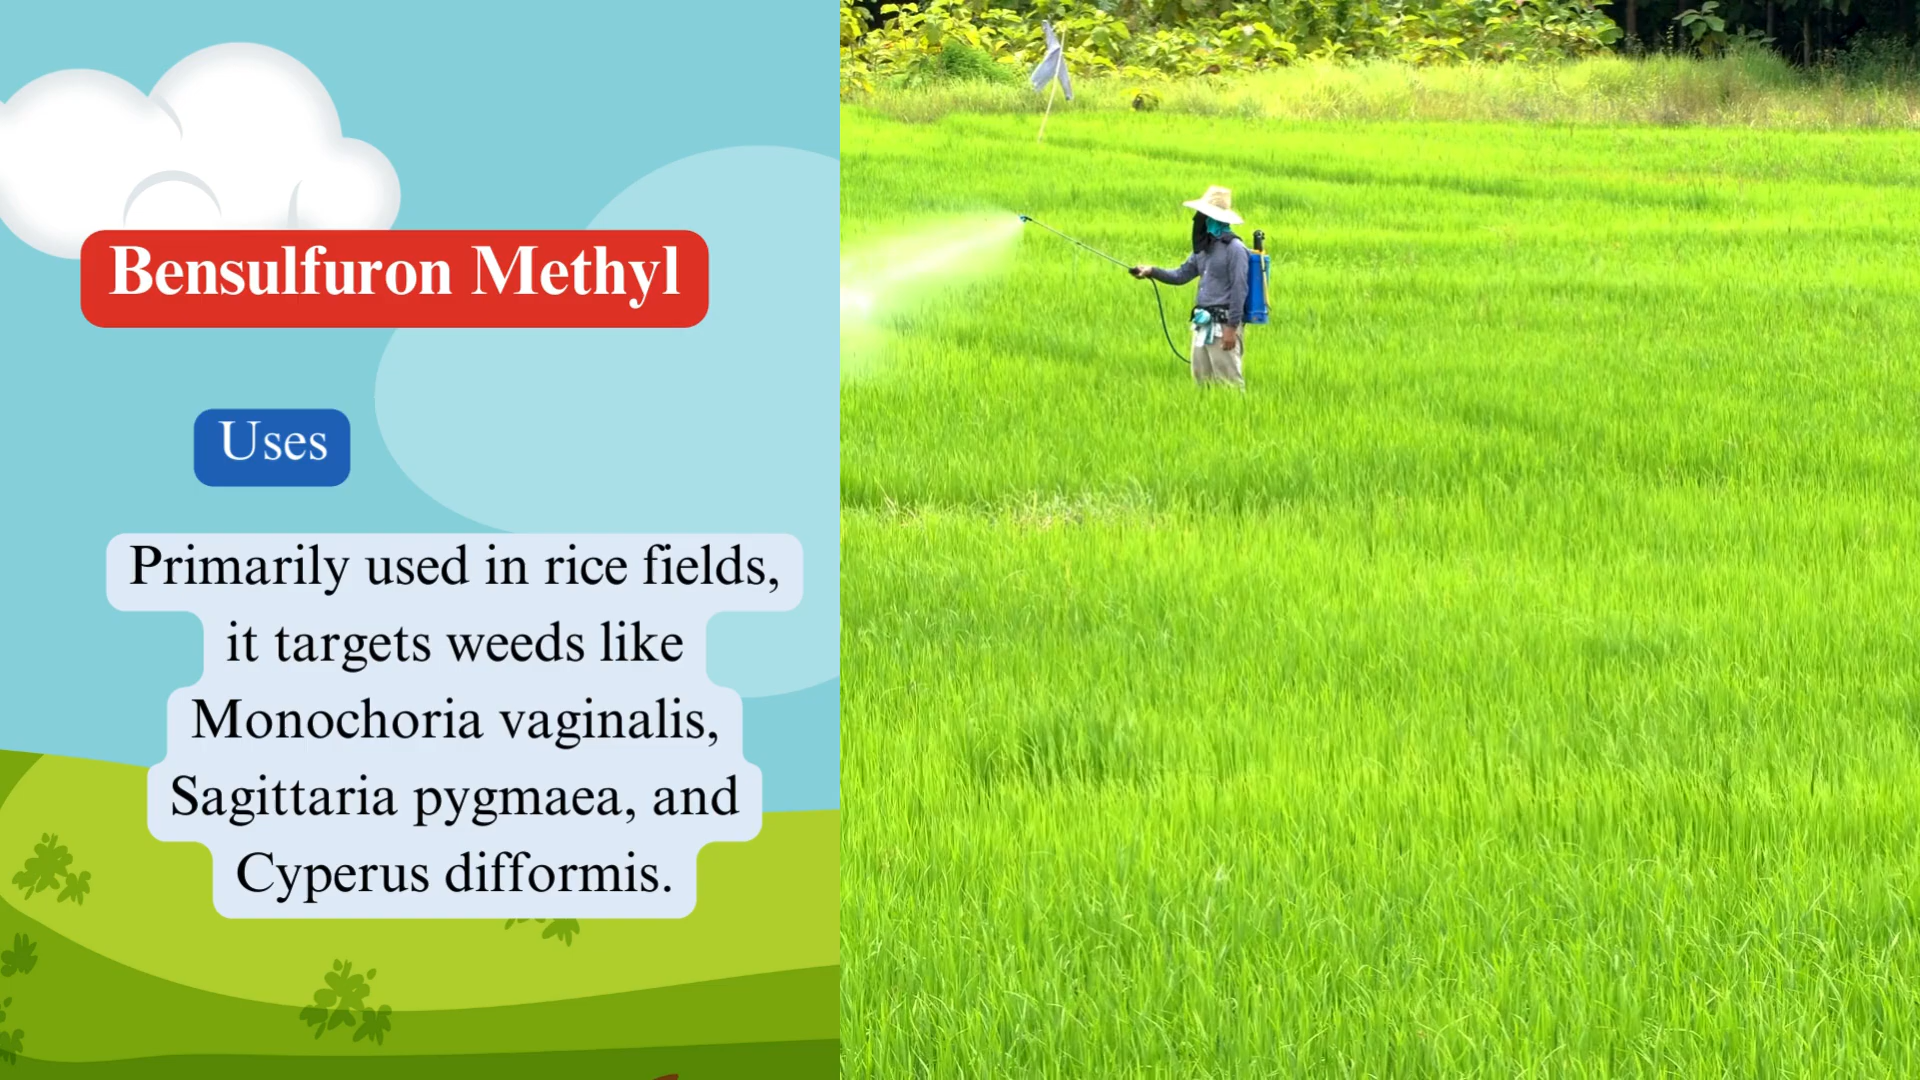 Bensulfuron Methyl
Uses
Primarily used in rice fields,
it targets weeds like
Monochoria vaginalis,
Sagittaria pygmaea, and
Cyperus difformis.